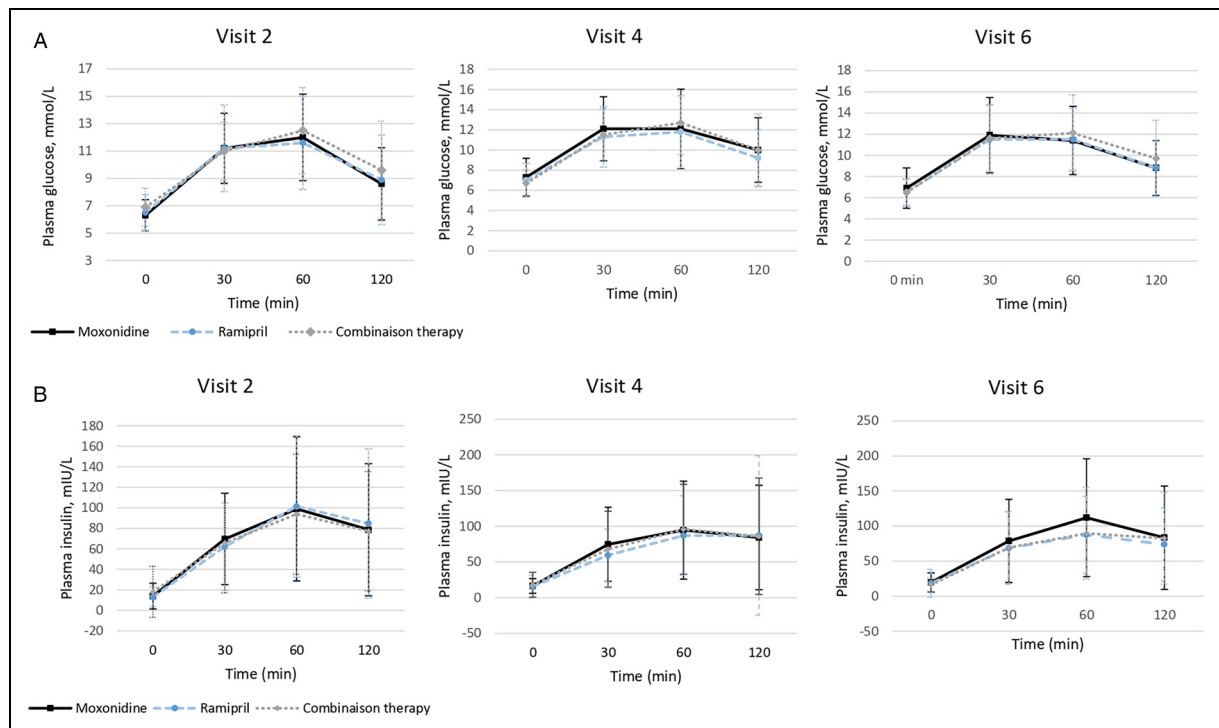 A
Visit 2
Visit 4
Visit 6
Plasma glucose, mmol/L
17
15
13
11
9
7
5
3
0 30 60 120
Time (min)
Plasma glucose, mmol/L
18
16
14
12
10
8
6
4
2
0
0 30 60 120
Time (min)
Plasma glucose, mmol/L
18
16
14
12
10
8
6
4
2
0
0 min 30 60 120
Time (min)
Moxonidine Ramipril Combinaison therapy
B
Visit 2
Visit 4
Visit 6
Plasma insulin, mIU/L
180
160
140
120
100
80
60
40
20
0
-20
0 30 60 120
Time (min)
Plasma insulin, mIU/L
250
200
150
100
50
0
-50
0 30 60 120
Time (min)
Plasma insulin, mIU/L
250
200
150
100
50
0
-50
0 30 60 120
Time (min)
Moxonidine Ramipril Combinaison therapy